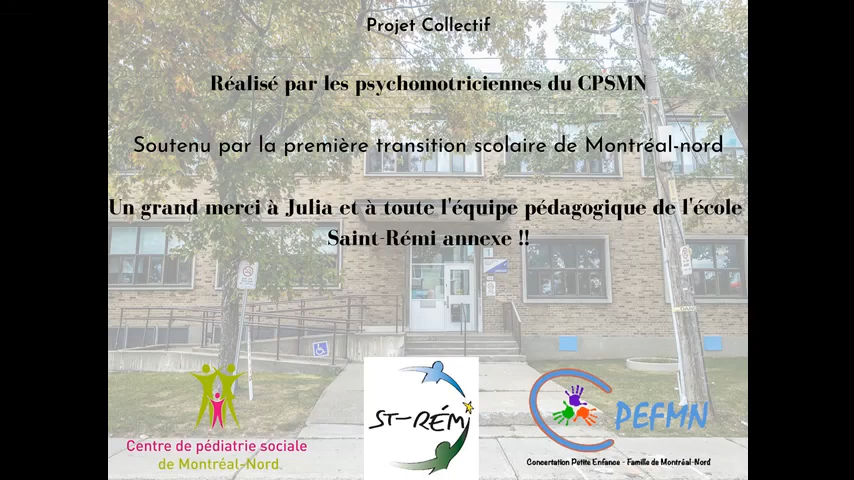 Projet Collectif
Réalisé par les psychomotriciennes du CPSMN
Soutenu par la première transition scolaire de Montréal-nord
Un grand merci à Julia et à toute l'équipe pédagogique de l'école
Saint-Rémi annexe !!
Centre de pédiatrie sociale
de Montréal-Nord
ST-RÉMI
CPEFMN
Concertation Petite Enfance - Famille de Montréal-Nord